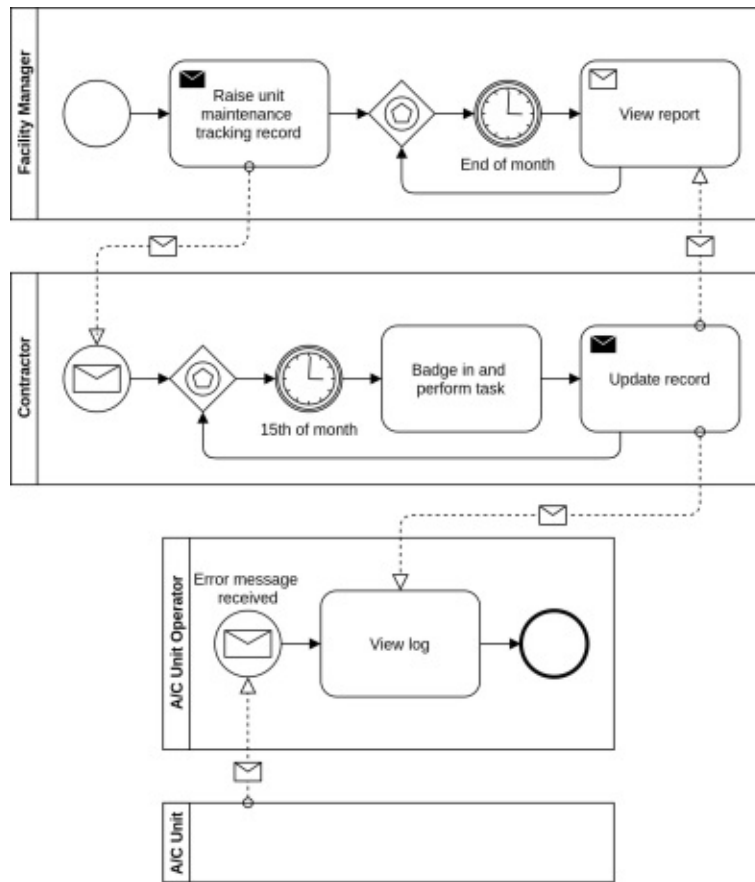 Facility Manager
Raise unit
maintenance
tracking record
End of month
View report
Contractor
15th of month
Badge in and
perform task
Update record
A/C Unit Operator
Error message
received
View log
A/C Unit